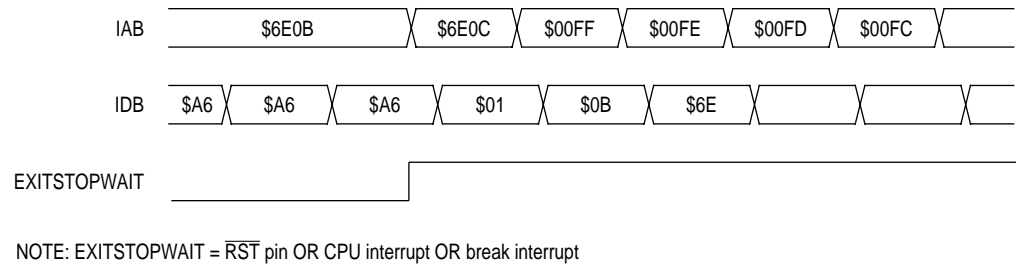 IAB $6E0B $6E0C $00FF $00FE $00FD $00FC
IDB $A6 $A6 $A6 $01 $0B $6E
EXITSTOPWAIT
NOTE: EXITSTOPWAIT = R̅S̅T̅ pin OR CPU interrupt OR break interrupt